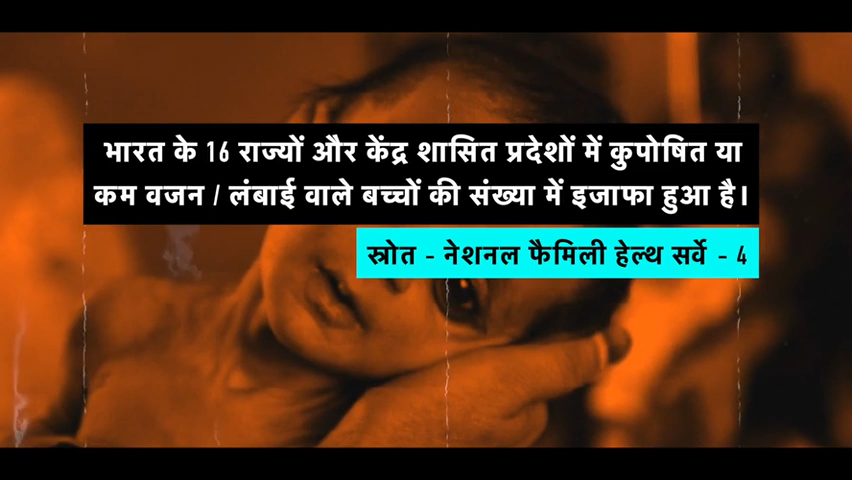 भारत के 16 राज्यों और केंद्र शासित प्रदेशों में कुपोषित या
कम वजन / लंबाई वाले बच्चों की संख्या में इजाफा हुआ है।
स्रोत - नेशनल फैमिली हेल्थ सर्वे - 4